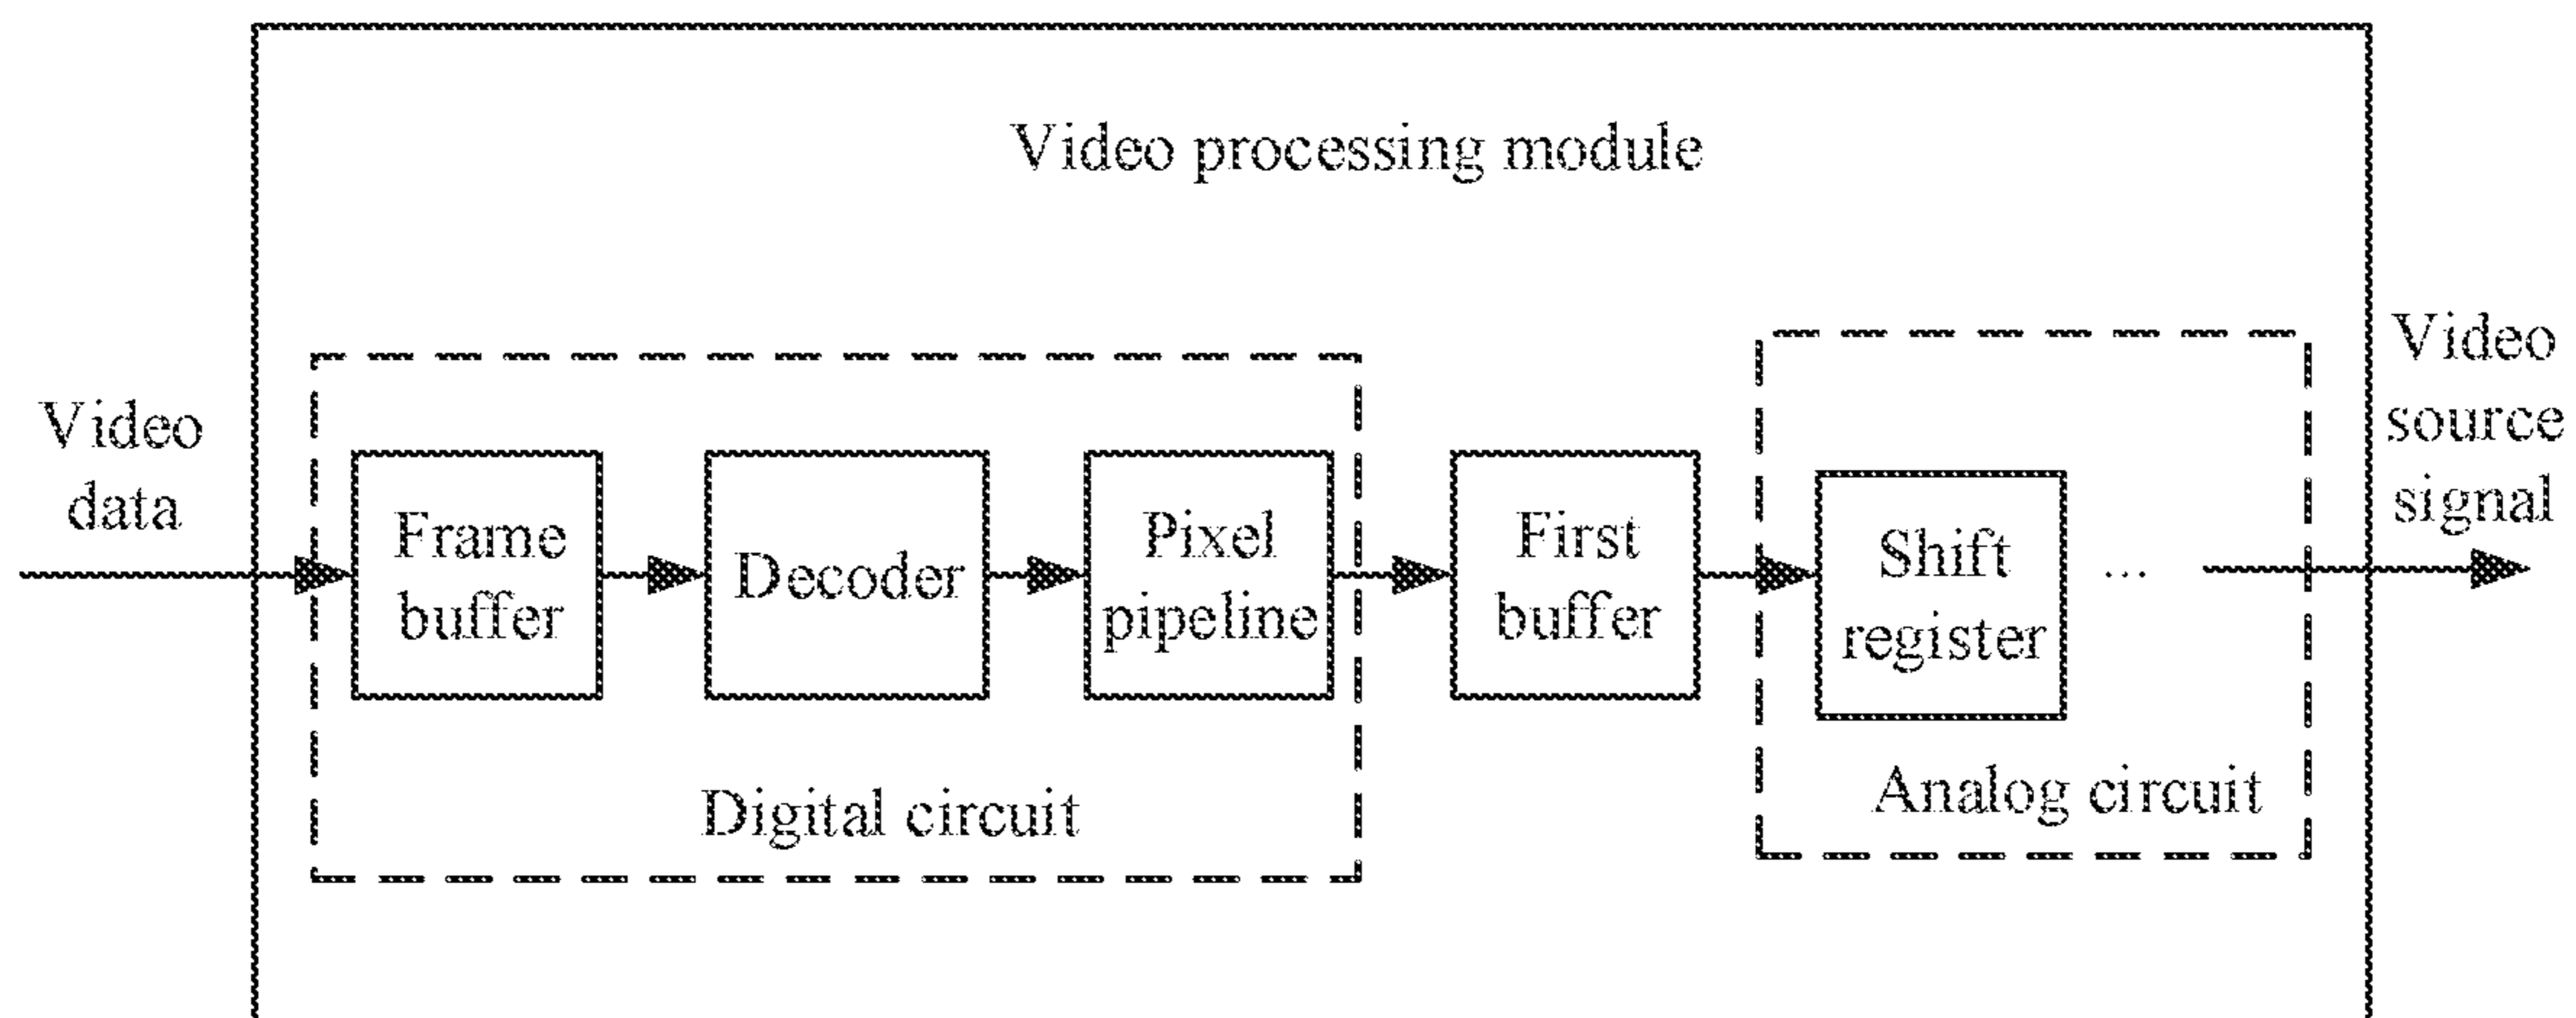 Video processing module
Video
data
Frame
buffer
Decoder
Pixel
pipeline
Digital circuit
First
buffer
Shift
register
...
Analog circuit
Video
source
signal